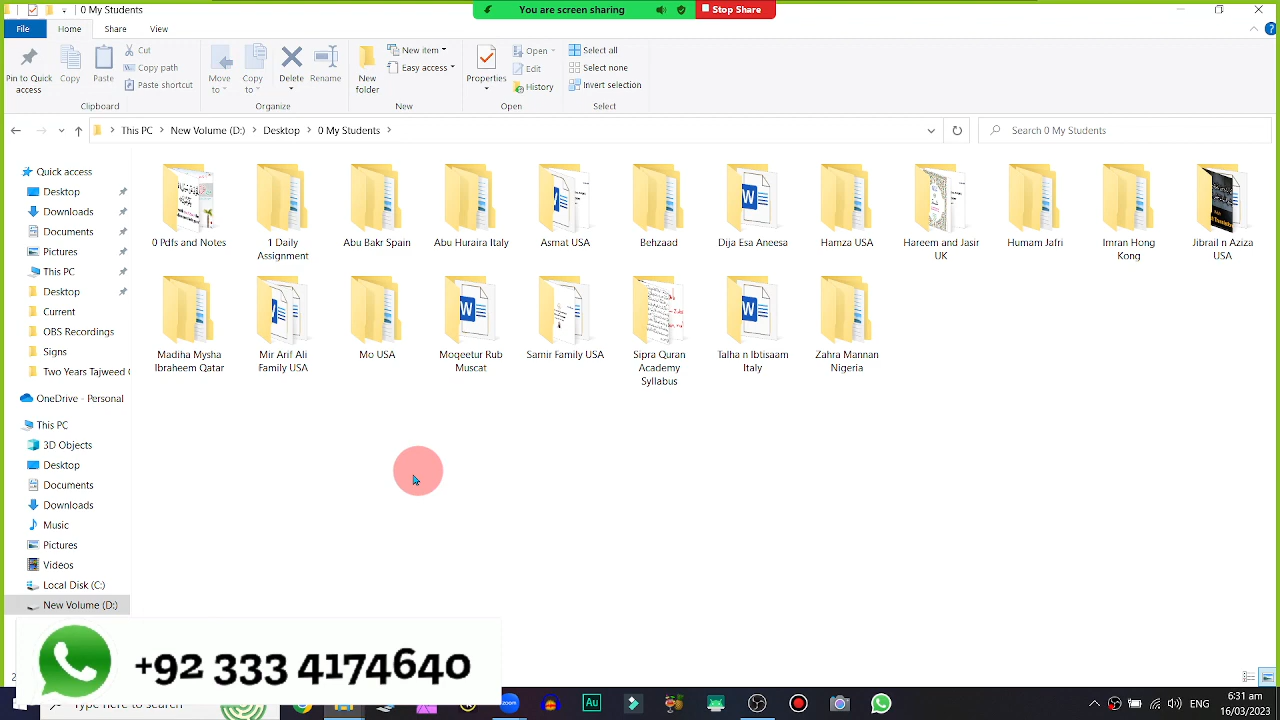 0 My Students
You are screen sharing
Stop Share
File
Home
Share
View
Pin to Quick access
Copy
Paste
Cut
Copy path
Paste shortcut
Clipboard
Move to
Copy to
Delete
Rename
Organize
New folder
New item
Easy access
New
Properties
Open
Edit
History
Open
Select all
Select none
Invert selection
Select
This PC > New Volume (D:) > Desktop > 0 My Students >
Search 0 My Students
Quick access
Desktop
Downloads
Documents
Pictures
This PC
Desktop
Current
OBS Recordings
Signs
Two Years Tajweed
OneDrive - Personal
This PC
3D Objects
Desktop
Documents
Downloads
Music
Pictures
Videos
Local Disk (C:)
New Volume (D:)
0 Pdfs and Notes
1 Daily Assignment
Abu Bakr Spain
Abu Huraira Italy
Asmat USA
Behzaad
Dija Esa Aneesa
Hamza USA
Hareem and Jasir UK
Humam Jafri
Imran Hong Kong
Jibrail n Aziza USA
Madiha Mysha Ibraheem Qatar
Mir Arif Ali Family USA
Mo USA
Moqeetur Rub Muscat
Samir Family USA
Sipra Quran Academy Syllabus
Talha n Ibtisaam Italy
Zahra Mannan Nigeria
+92 333 4174640
zoom
Au
ENG
6:31 am
16/03/2023